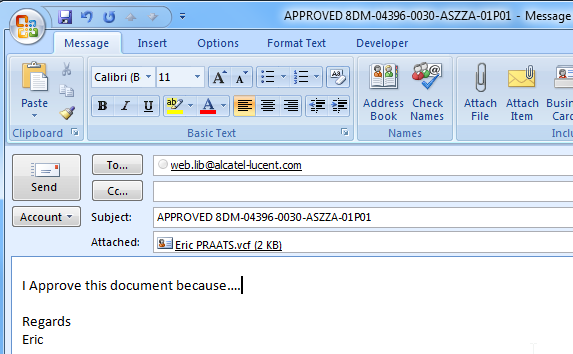 APPROVED 8DM-04396-0030-ASZZA-01P01 - Message
Message Insert Options Format Text Developer
Calibri (B 11
Paste
B I U
Address Book
Check Names
Attach File
Attach Item
Busin
Card
Clipboard Basic Text Names Inclu
Send
To... web.lib@alcatel-lucent.com
Cc...
Account Subject: APPROVED 8DM-04396-0030-ASZZA-01P01
Attached: Eric PRAATS.vcf (2 KB)
I Approve this document because....
Regards
Eric